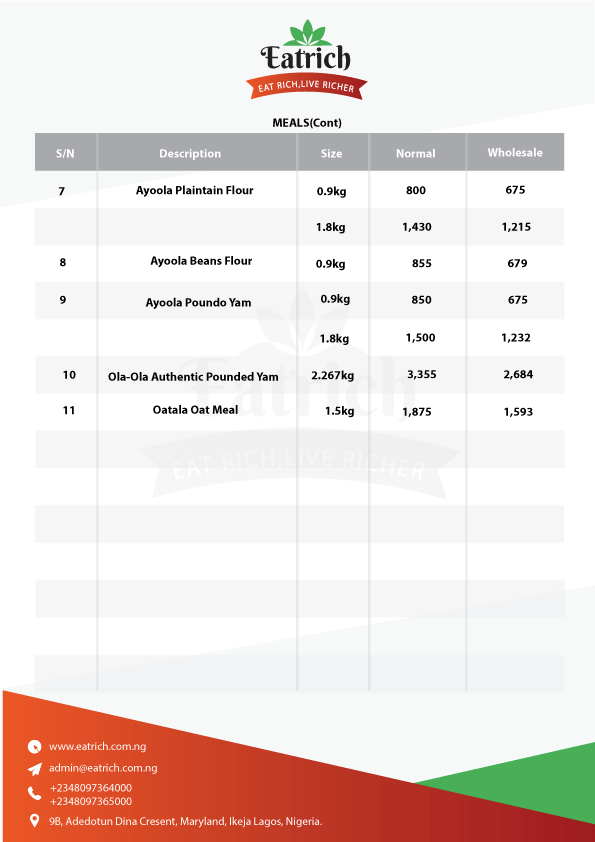 Eatrich
EAT RICH,LIVE RICHER
MEALS(Cont)
S/N Description Size Normal Wholesale
7 Ayoola Plaintain Flour 0.9kg 800 675
1.8kg 1,430 1,215
8 Ayoola Beans Flour 0.9kg 855 679
9 Ayoola Poundo Yam 0.9kg 850 675
1.8kg 1,500 1,232
10 Ola-Ola Authentic Pounded Yam 2.267kg 3,355 2,684
11 Oatala Oat Meal 1.5kg 1,875 1,593
Eatrich
EAT RICH,LIVE RICHER
www.eatrich.com.ng
admin@eatrich.com.ng
+2348097364000
+2348097365000
9B, Adedotun Dina Cresent, Maryland, Ikeja Lagos, Nigeria.